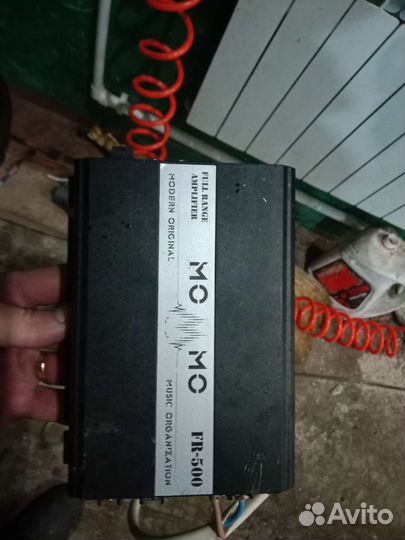 FULL RANGE
AMPLIFIER
MODERN ORIGINAL
MO MO
MUSIC ORGANIZATION
FR-500
Avito